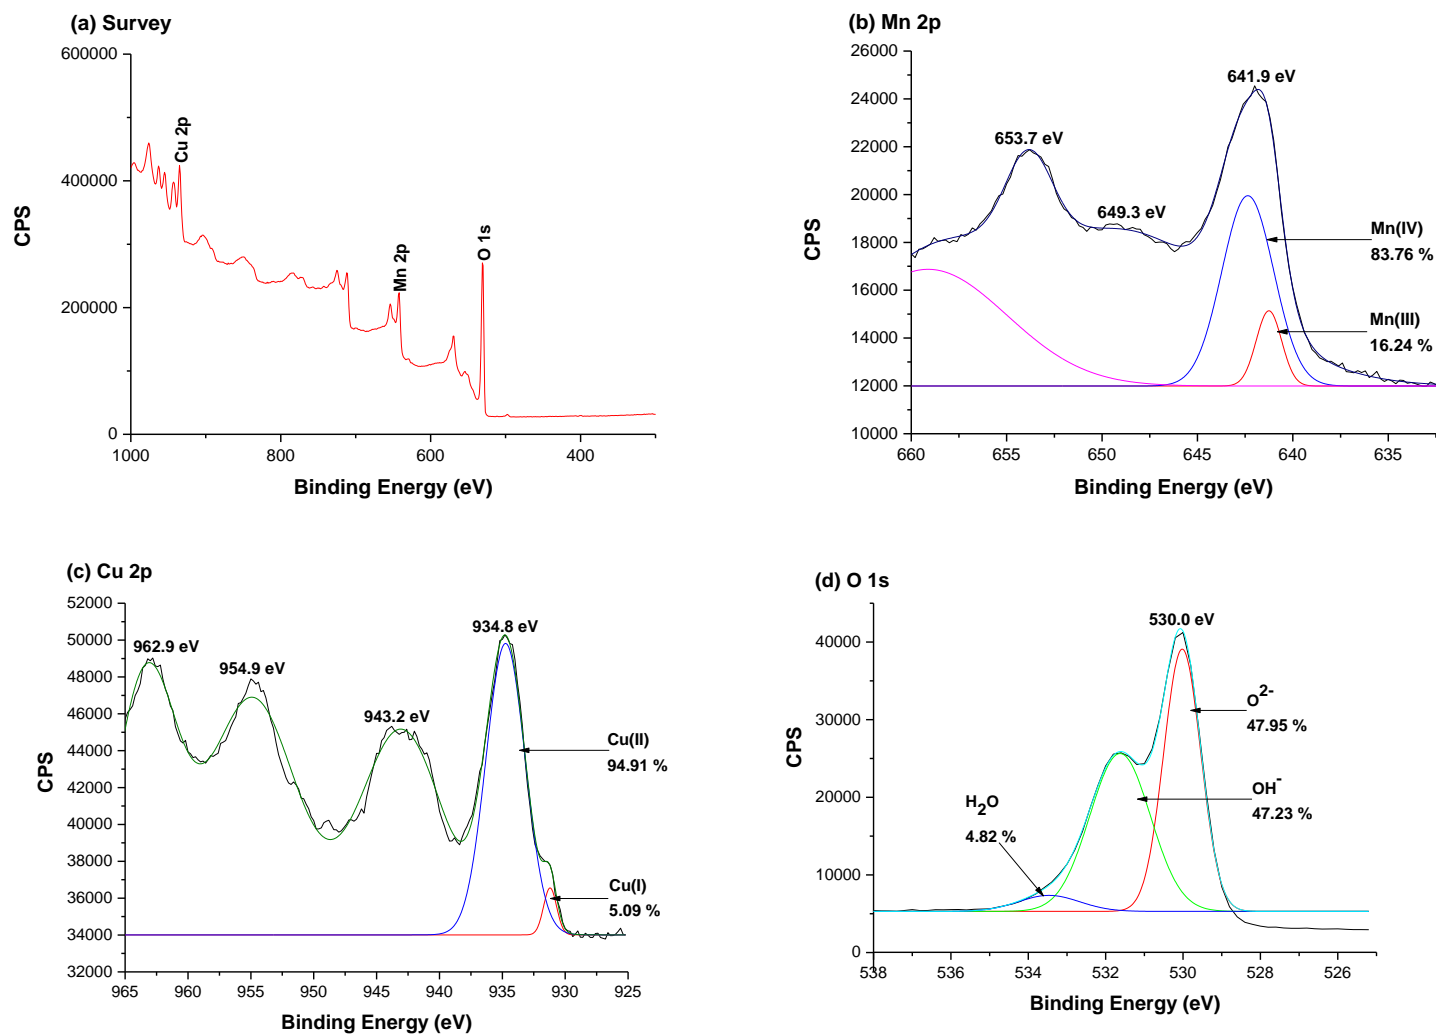 (a) Survey
600000
400000
200000
0
CPS
Cu 2p
Mn 2p
O 1s
1000
800
600
400
Binding Energy (eV)
(b) Mn 2p
26000
24000
22000
20000
18000
16000
14000
12000
10000
CPS
641.9 eV
653.7 eV
649.3 eV
Mn(IV)
83.76 %
Mn(III)
16.24 %
660
655
650
645
640
635
Binding Energy (eV)
(c) Cu 2p
52000
50000
48000
46000
44000
42000
40000
38000
36000
34000
32000
CPS
962.9 eV
954.9 eV
943.2 eV
934.8 eV
Cu(II)
94.91 %
Cu(I)
5.09 %
965
960
955
950
945
940
935
930
925
Binding Energy (eV)
(d) O 1s
40000
30000
20000
10000
0
CPS
530.0 eV
O2-
47.95 %
OH-
47.23 %
H2O
4.82 %
538
536
534
532
530
528
526
Binding Energy (eV)